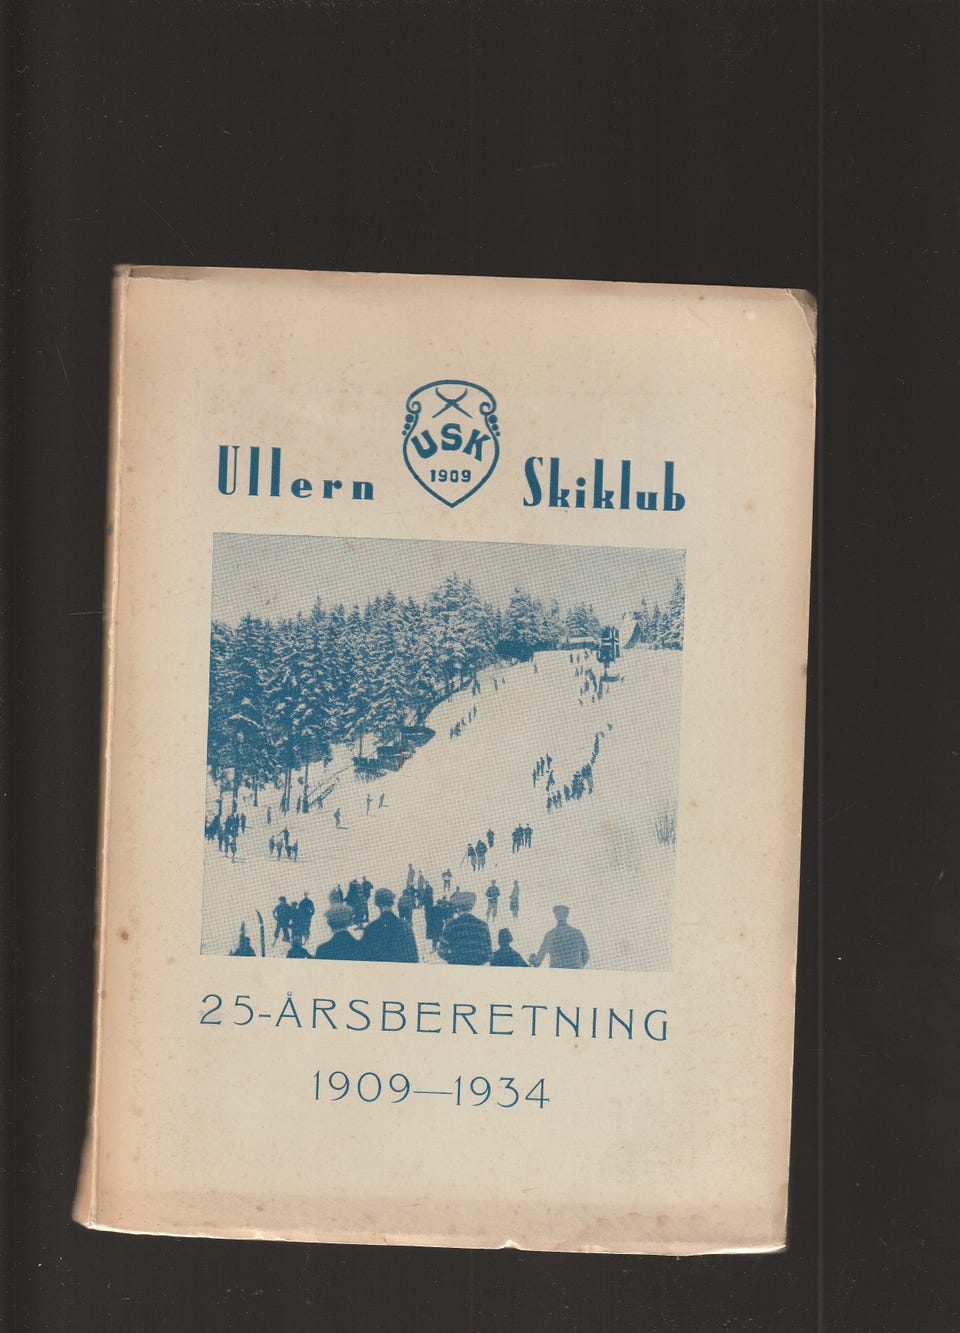 USK
1909
Ullern Skiklub
25-ÅRSBERETNING
1909—1934